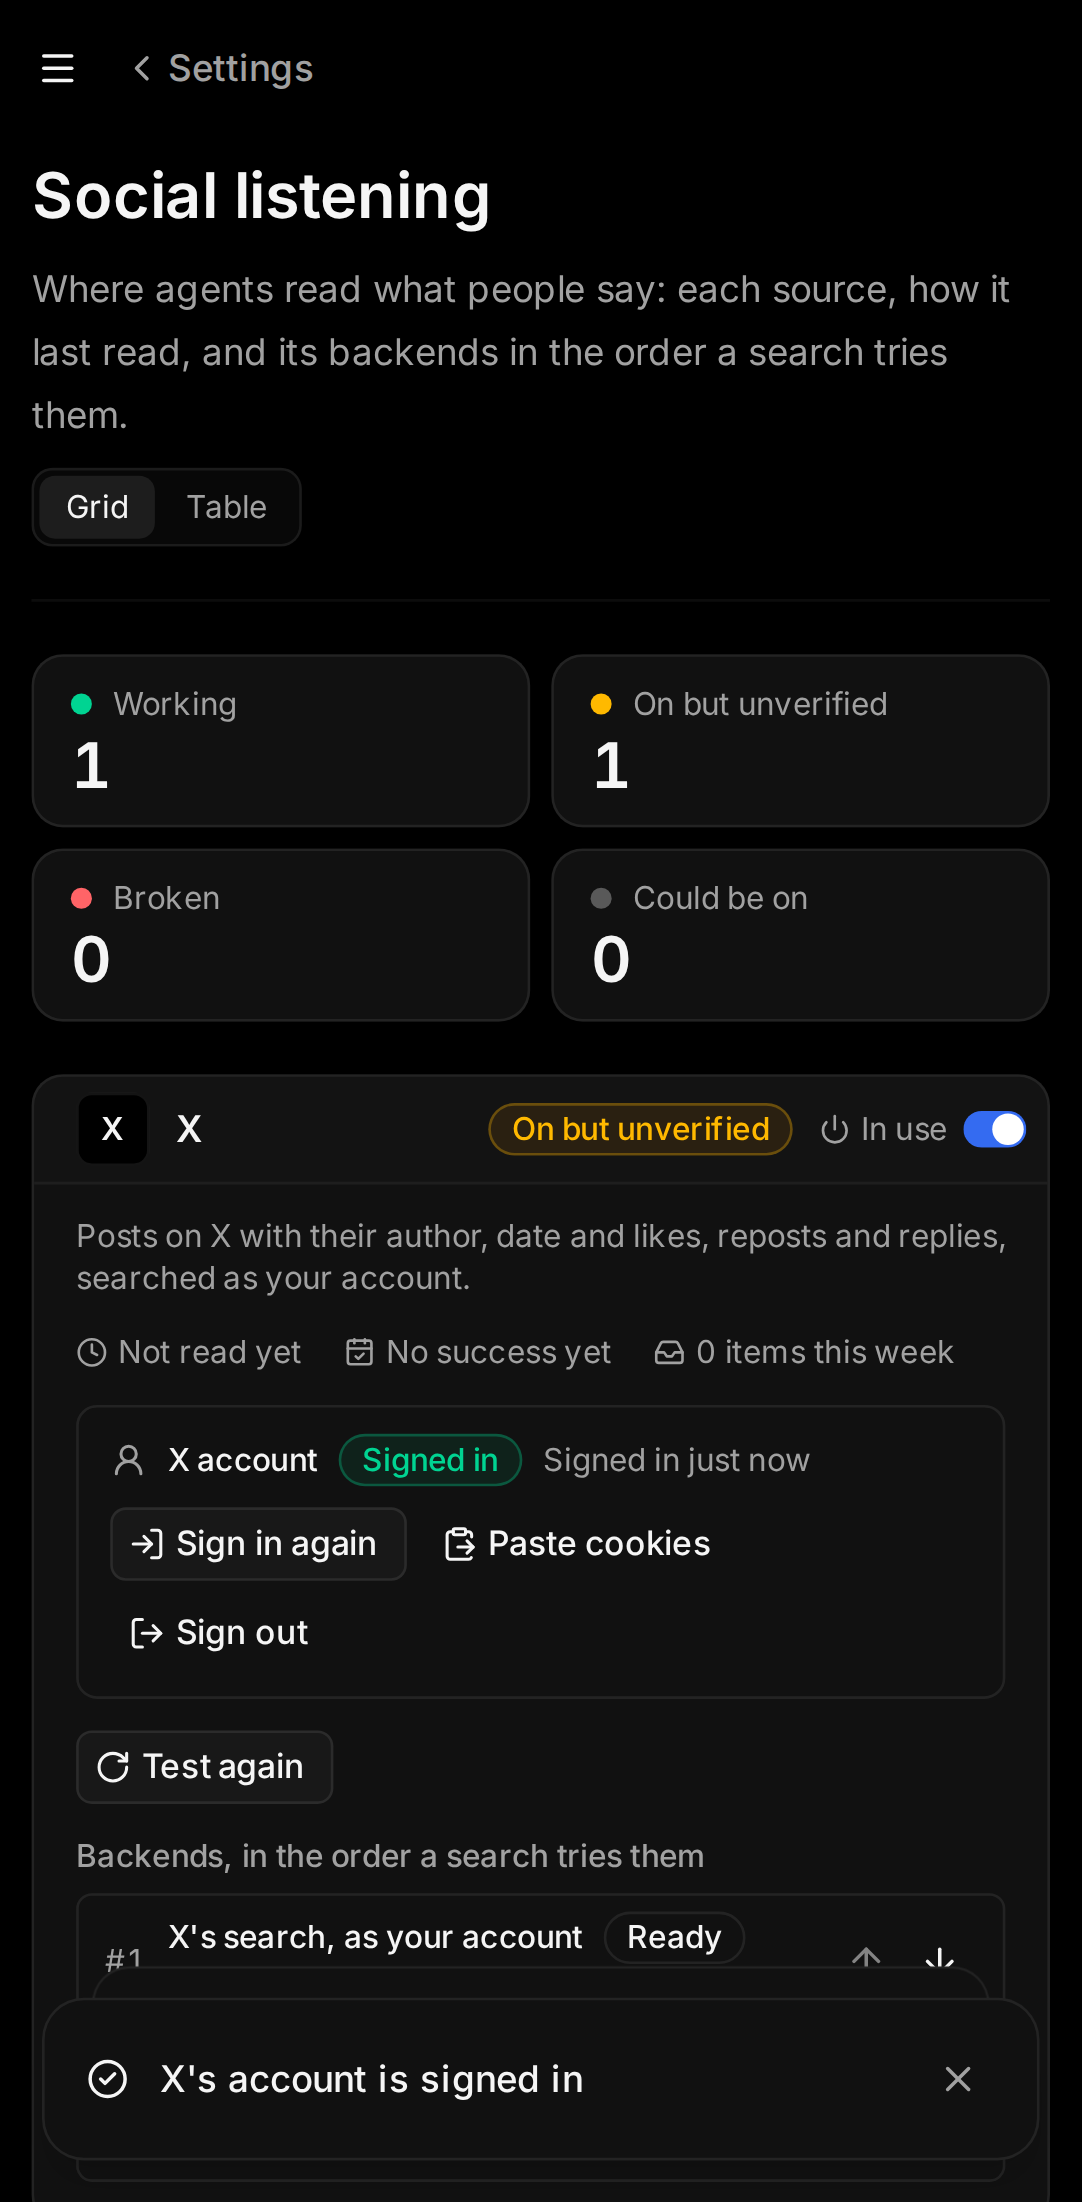 Settings
Social listening
Where agents read what people say: each source, how it
last read, and its backends in the order a search tries
them.
Grid Table
Working
1
On but unverified
1
Broken
0
Could be on
0
X X On but unverified In use
Posts on X with their author, date and likes, reposts and replies,
searched as your account.
Not read yet No success yet 0 items this week
X account Signed in Signed in just now
Sign in again Paste cookies
Sign out
Test again
Backends, in the order a search tries them
#1 X's search, as your account Ready
X's account is signed in